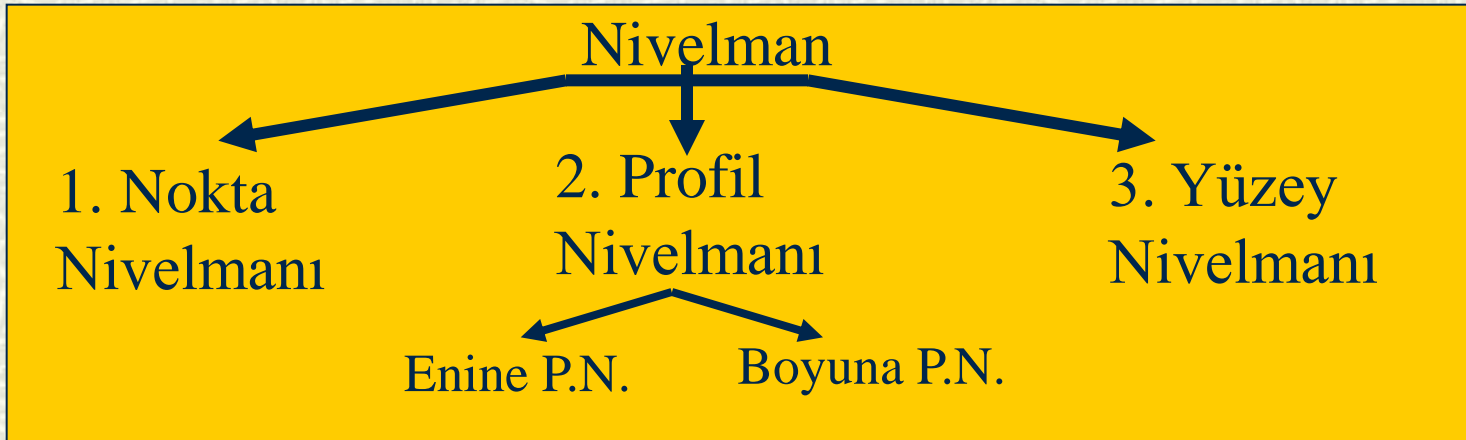 Nivelman
1. Nokta
Nivelmanı
2. Profil
Nivelmanı
3. Yüzey
Nivelmanı
Enine P.N.
Boyuna P.N.